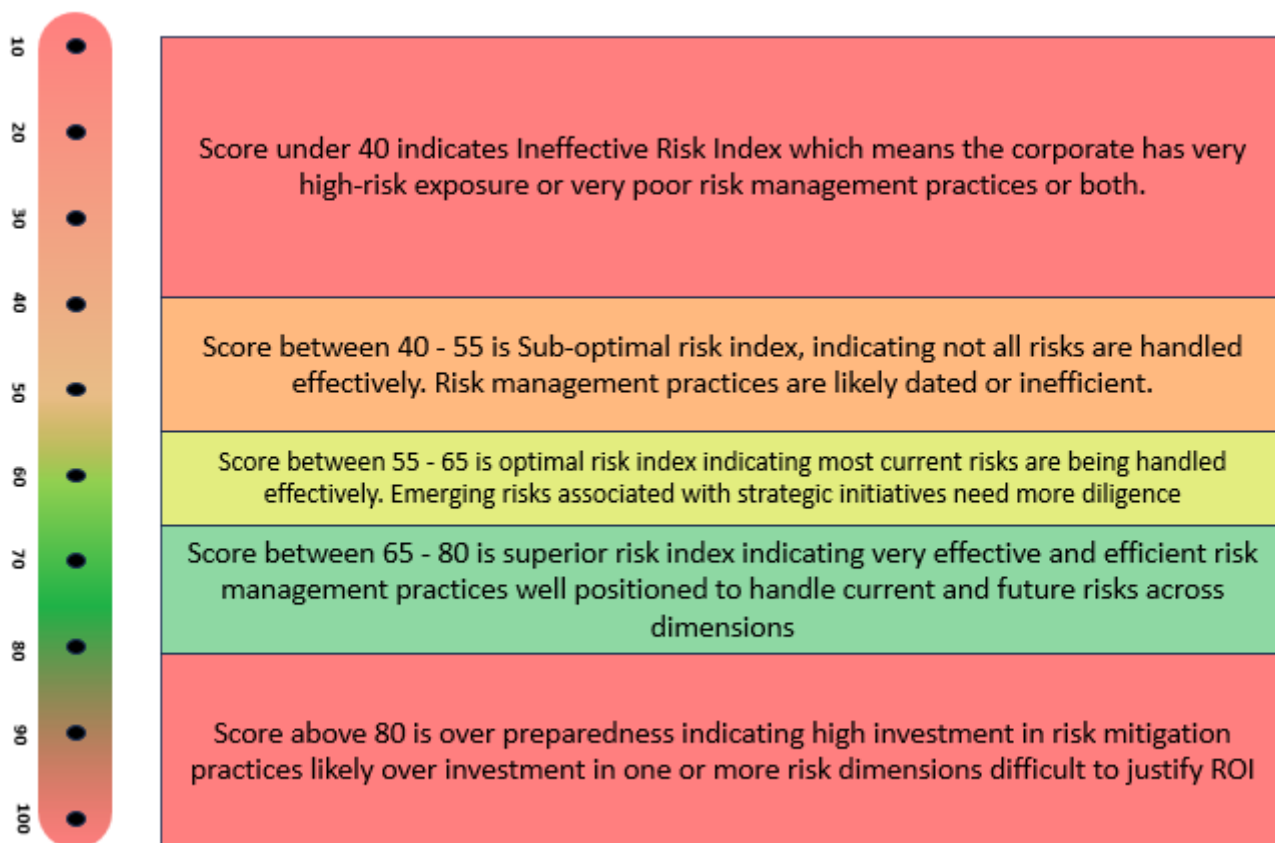 10
20
30
40
50
60
70
80
90
100
Score under 40 indicates Ineffective Risk Index which means the corporate has very
high-risk exposure or very poor risk management practices or both.
Score between 40 - 55 is Sub-optimal risk index, indicating not all risks are handled
effectively. Risk management practices are likely dated or inefficient.
Score between 55 - 65 is optimal risk index indicating most current risks are being handled
effectively. Emerging risks associated with strategic initiatives need more diligence
Score between 65 - 80 is superior risk index indicating very effective and efficient risk
management practices well positioned to handle current and future risks across
dimensions
Score above 80 is over preparedness indicating high investment in risk mitigation
practices likely over investment in one or more risk dimensions difficult to justify ROI